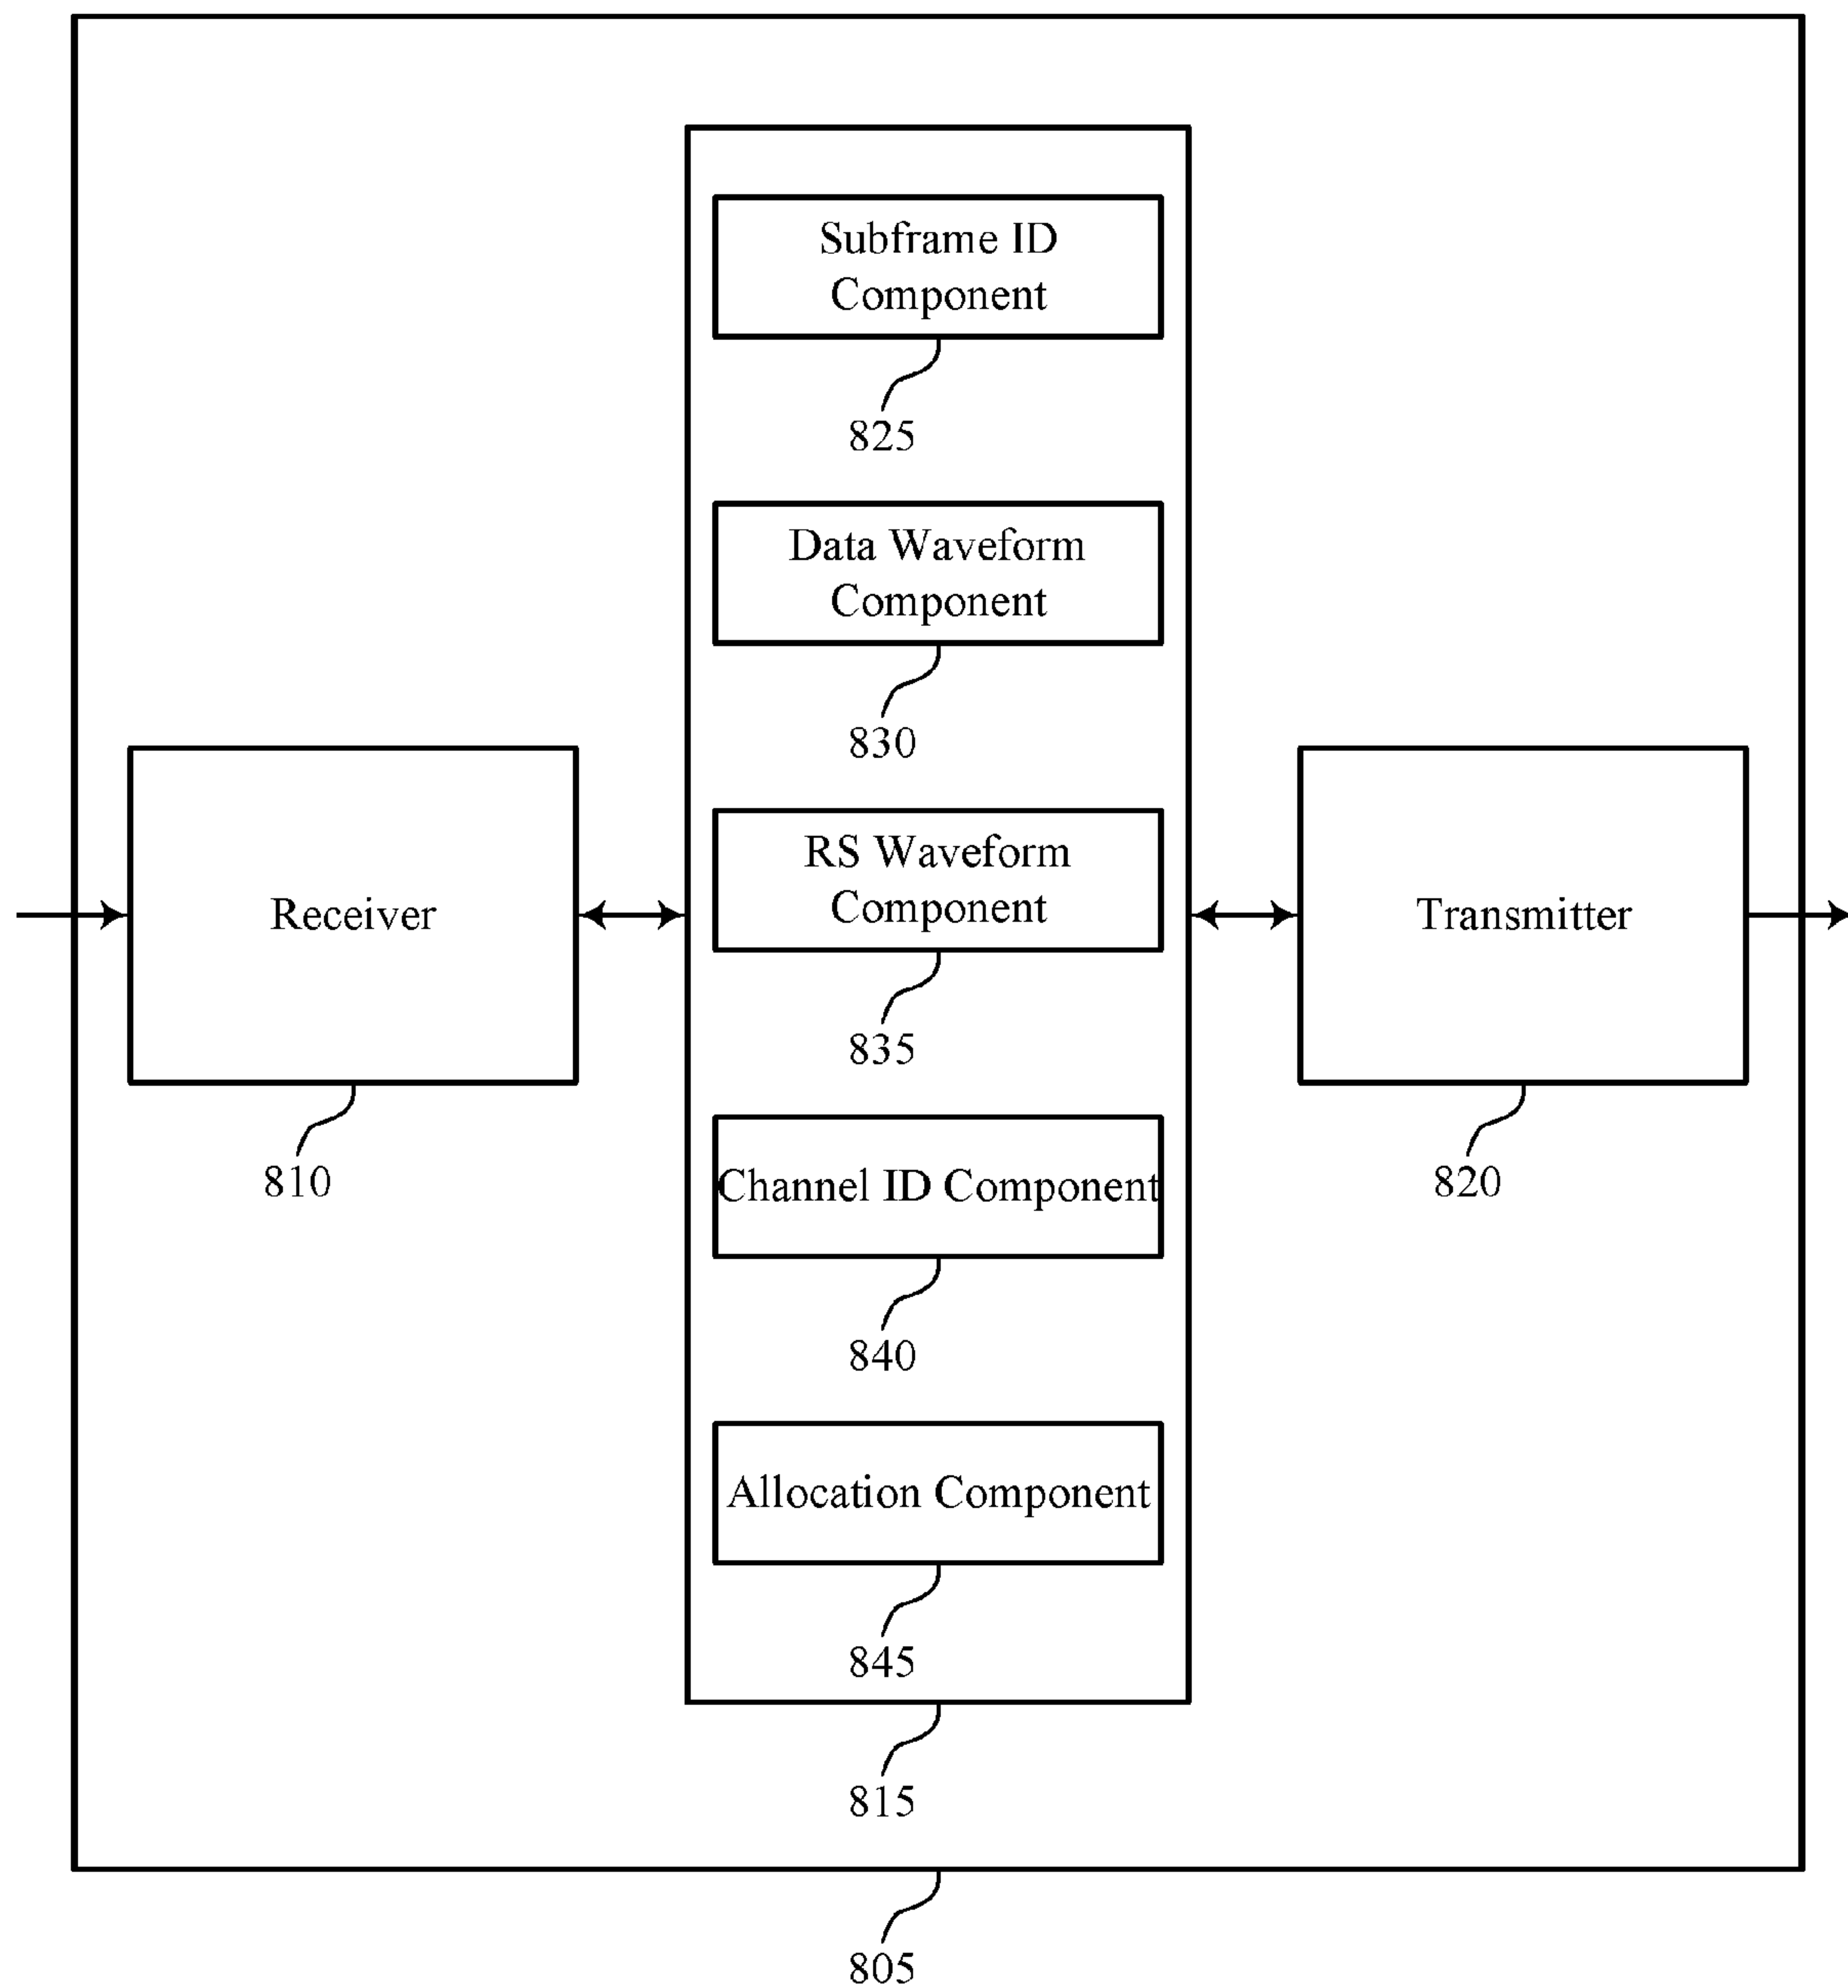 Subframe ID
Component
825
Data Waveform
Component
830
RS Waveform
Component
835
Receiver
810
Transmitter
820
Channel ID Component
840
Allocation Component
845
815
805